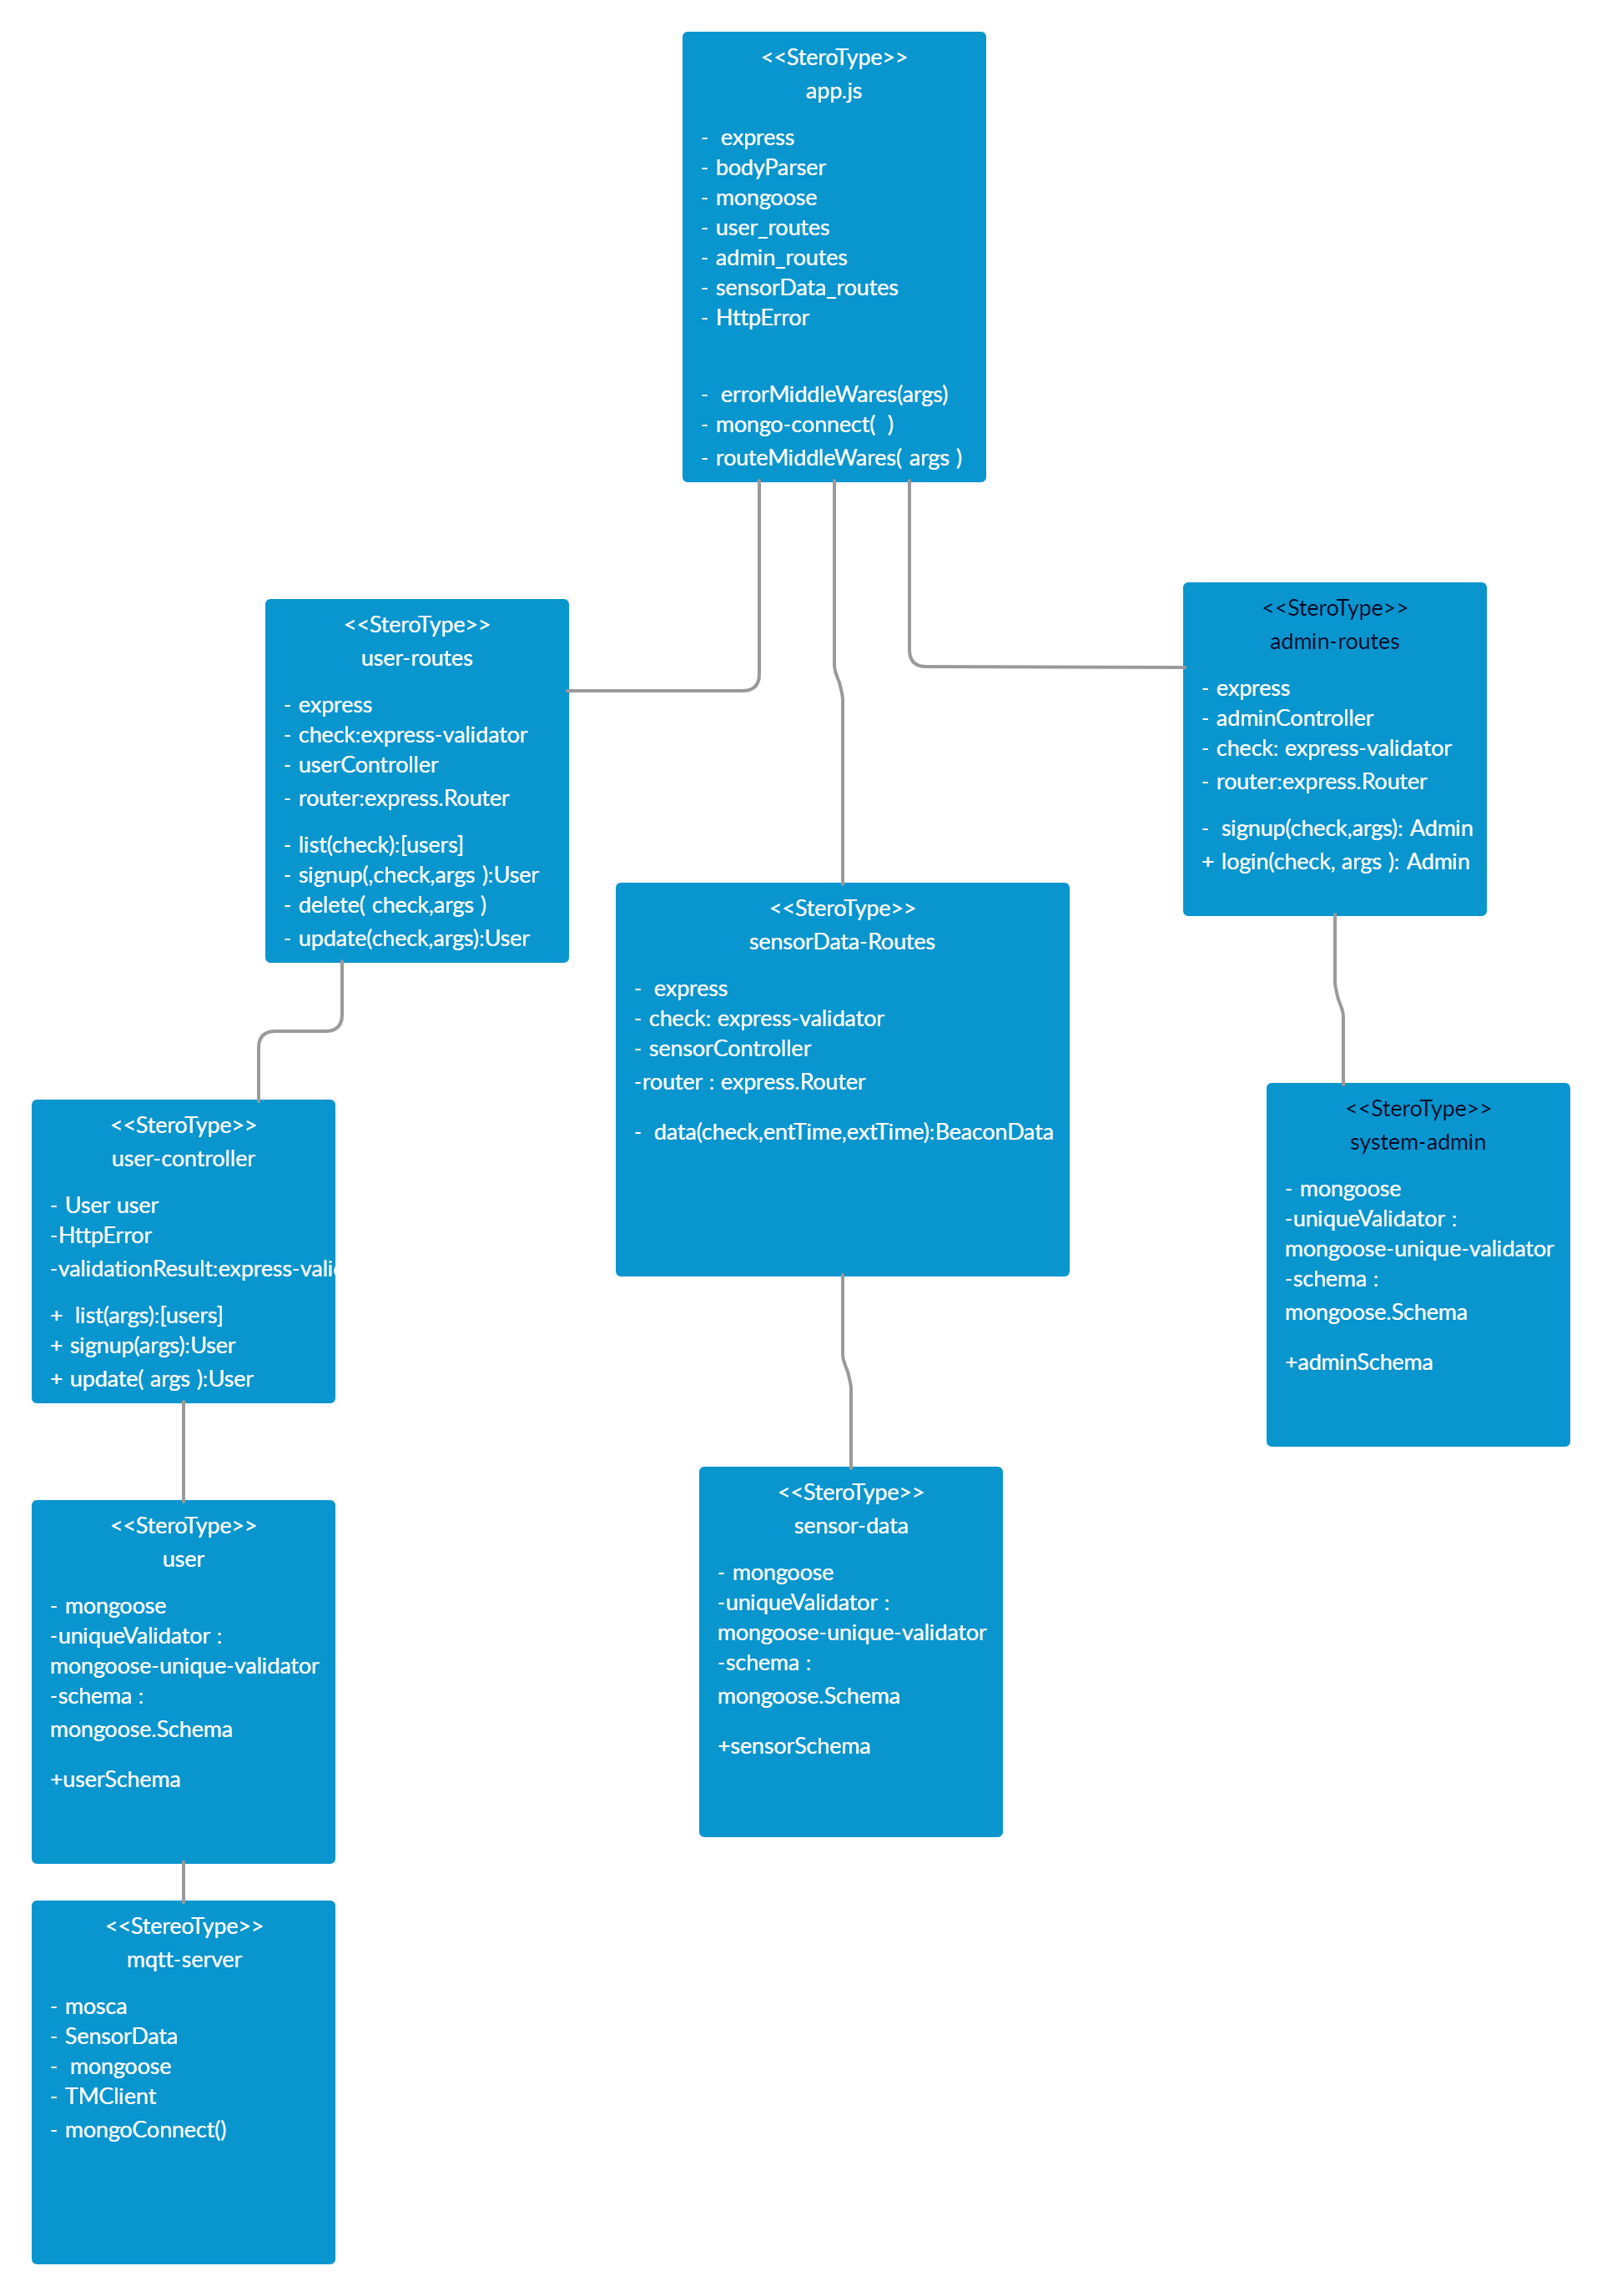 <<SteroType>>
app.js
-  express
- bodyParser
- mongoose
- user_routes
- admin_routes
- sensorData_routes
- HttpError
-  errorMiddleWares(args)
- mongo-connect(  )
- routeMiddleWares( args )
<<SteroType>>
user-routes
- express
- check:express-validator
- userController
- router:express.Router
- list(check):[users]
- signup(,check,args ):User
- delete( check,args )
- update(check,args):User
<<SteroType>>
admin-routes
- express
- adminController
- check: express-validator
- router:express.Router
-  signup(check,args): Admin
+ login(check, args ): Admin
<<SteroType>>
sensorData-Routes
-  express
- check: express-validator
- sensorController
-router : express.Router
-  data(check,entTime,extTime):BeaconData
<<SteroType>>
user-controller
- User user
-HttpError
-validationResult:express-vali
+  list(args):[users]
+ signup(args):User
+ update( args ):User
<<SteroType>>
system-admin
- mongoose
-uniqueValidator :
mongoose-unique-validator
-schema :
mongoose.Schema
+adminSchema
<<SteroType>>
sensor-data
- mongoose
-uniqueValidator :
mongoose-unique-validator
-schema :
mongoose.Schema
+sensorSchema
<<SteroType>>
user
- mongoose
-uniqueValidator :
mongoose-unique-validator
-schema :
mongoose.Schema
+userSchema
<<StereoType>>
mqtt-server
- mosca
- SensorData
-  mongoose
- TMClient
- mongoConnect()